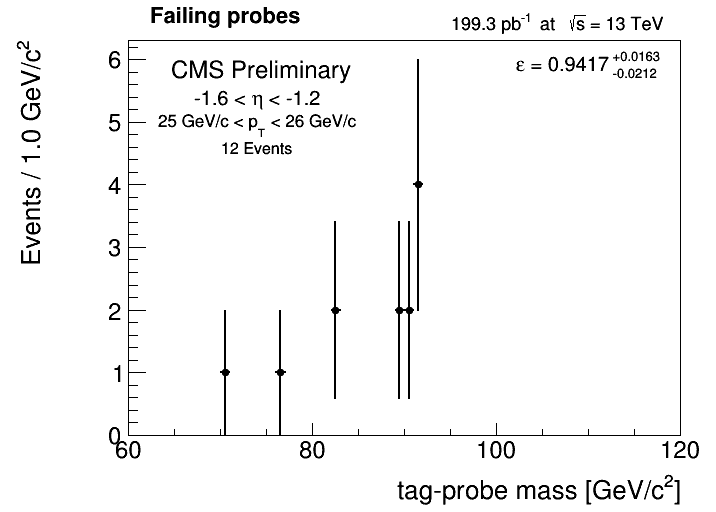 Failing probes
199.3 pb⁻¹ at √s = 13 TeV
CMS Preliminary
-1.6 < η < -1.2
25 GeV/c < p_T < 26 GeV/c
12 Events
ε = 0.9417 +0.0163 -0.0212
Events / 1.0 GeV/c²
6
5
4
3
2
1
0
60 80 100 120
tag-probe mass [GeV/c²]